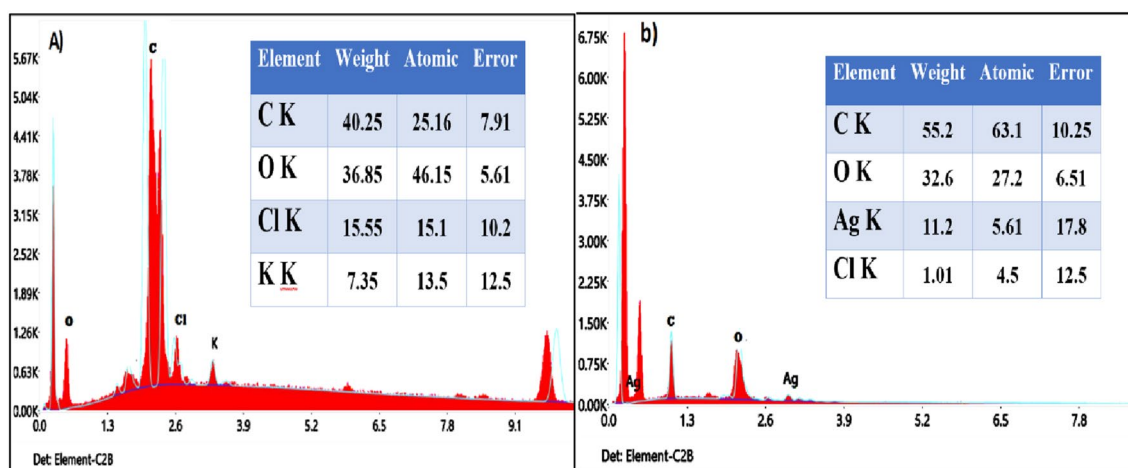 A)
5.67K
5.04K
4.41K
3.78K
3.15K
2.52K
1.89K
1.26K
0.63K
0.00K
0.0 1.3 2.6 3.9 5.2 6.5 7.8 9.1
C
O
Cl
K
Element Weight Atomic Error
C K 40.25 25.16 7.91
O K 36.85 46.15 5.61
Cl K 15.55 15.1 10.2
K K 7.35 13.5 12.5
Det: Element-C2B
b)
6.75K
6.00K
5.25K
4.50K
3.75K
3.00K
2.25K
1.50K
0.75K
0.00K
0.0 1.3 2.6 3.9 5.2 6.5 7.8
Ag
C
O
Ag
Element Weight Atomic Error
C K 55.2 63.1 10.25
O K 32.6 27.2 6.51
Ag K 11.2 5.61 17.8
Cl K 1.01 4.5 12.5
Det: Element-C2B